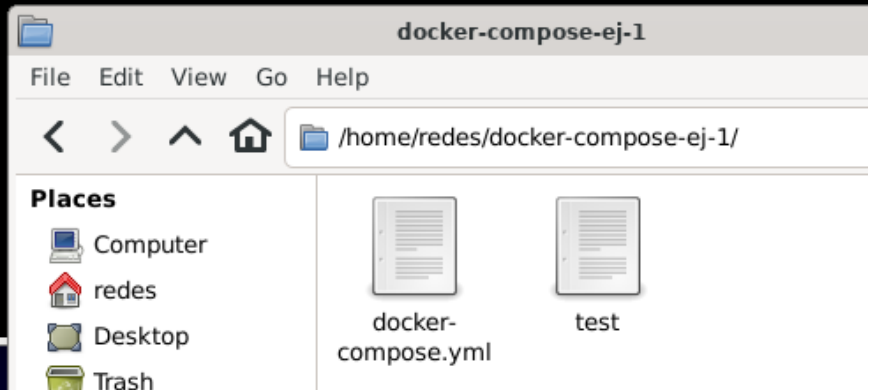 docker-compose-ej-1
File Edit View Go Help
/home/redes/docker-compose-ej-1/
Places
Computer
redes
Desktop
Trash
docker-
compose.yml
test